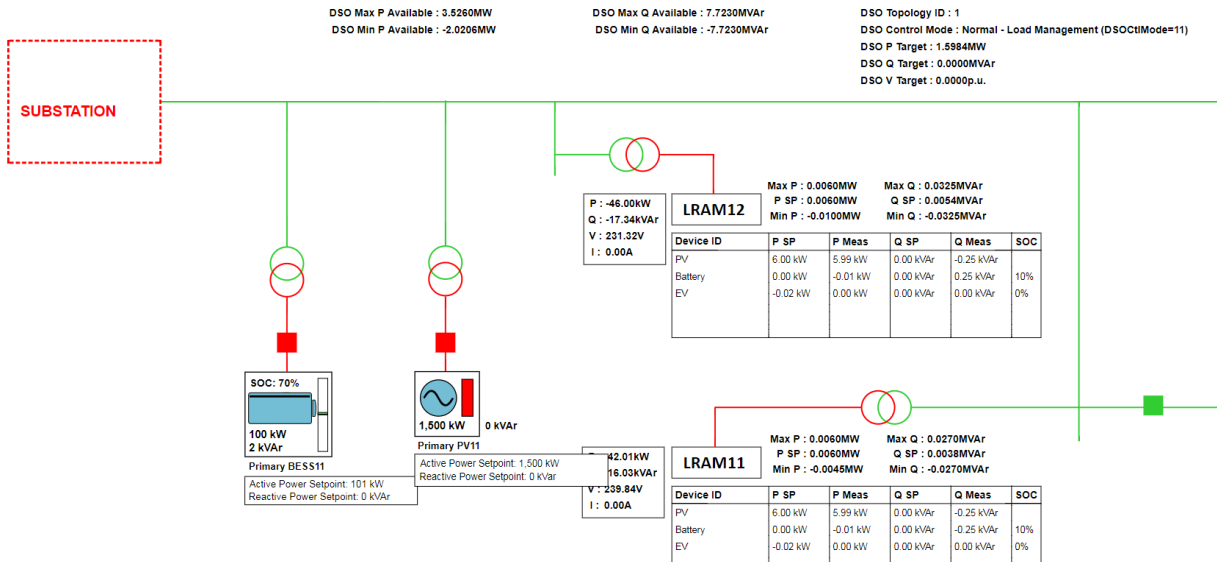 DSO Max P Available : 3.5260MW
DSO Max Q Available : 7.7230MVAr
DSO Topology ID : 1
DSO Min P Available : -2.0206MW
DSO Min Q Available : -7.7230MVAr
DSO Control Mode : Normal - Load Management (DSOCtlMode=11)
DSO P Target : 1.5984MW
DSO Q Target : 0.0000MVAr
DSO V Target : 0.0000p.u.
SUBSTATION
P : -46.00kW
Q : -17.34kVAr
V : 231.32V
I : 0.00A
LRAM12
Max P : 0.0060MW Max Q : 0.0325MVAr
P SP : 0.0060MW Q SP : 0.0054MVAr
Min P : -0.0100MW Min Q : -0.0325MVAr
Device ID P SP P Meas Q SP Q Meas SOC
PV 6.00 kW 5.99 kW 0.00 kVAr -0.25 kVAr
Battery 0.00 kW -0.01 kW 0.00 kVAr 0.25 kVAr 10%
EV -0.02 kW 0.00 kW 0.00 kVAr 0.00 kVAr 0%
SOC: 70%
100 kW
2 kVAr
Primary BESS11
Active Power Setpoint: 101 kW
Reactive Power Setpoint: 0 kVAr
1,500 kW
0 kVAr
Primary PV11
Active Power Setpoint: 1,500 kW
Reactive Power Setpoint: 0 kVar
42.01kW
16.03kVAr
V : 239.84V
I : 0.00A
LRAM11
Max P : 0.0060MW Max Q : 0.0270MVAr
P SP : 0.0060MW Q SP : 0.0038MVAr
Min P : -0.0045MW Min Q : -0.0270MVAr
Device ID P SP P Meas Q SP Q Meas SOC
PV 6.00 kW 5.99 kW 0.00 kVAr -0.25 kVAr
Battery 0.00 kW -0.01 kW 0.00 kVAr -0.25 kVAr 10%
EV -0.02 kW 0.00 kW 0.00 kVAr 0.00 kVAr 0%